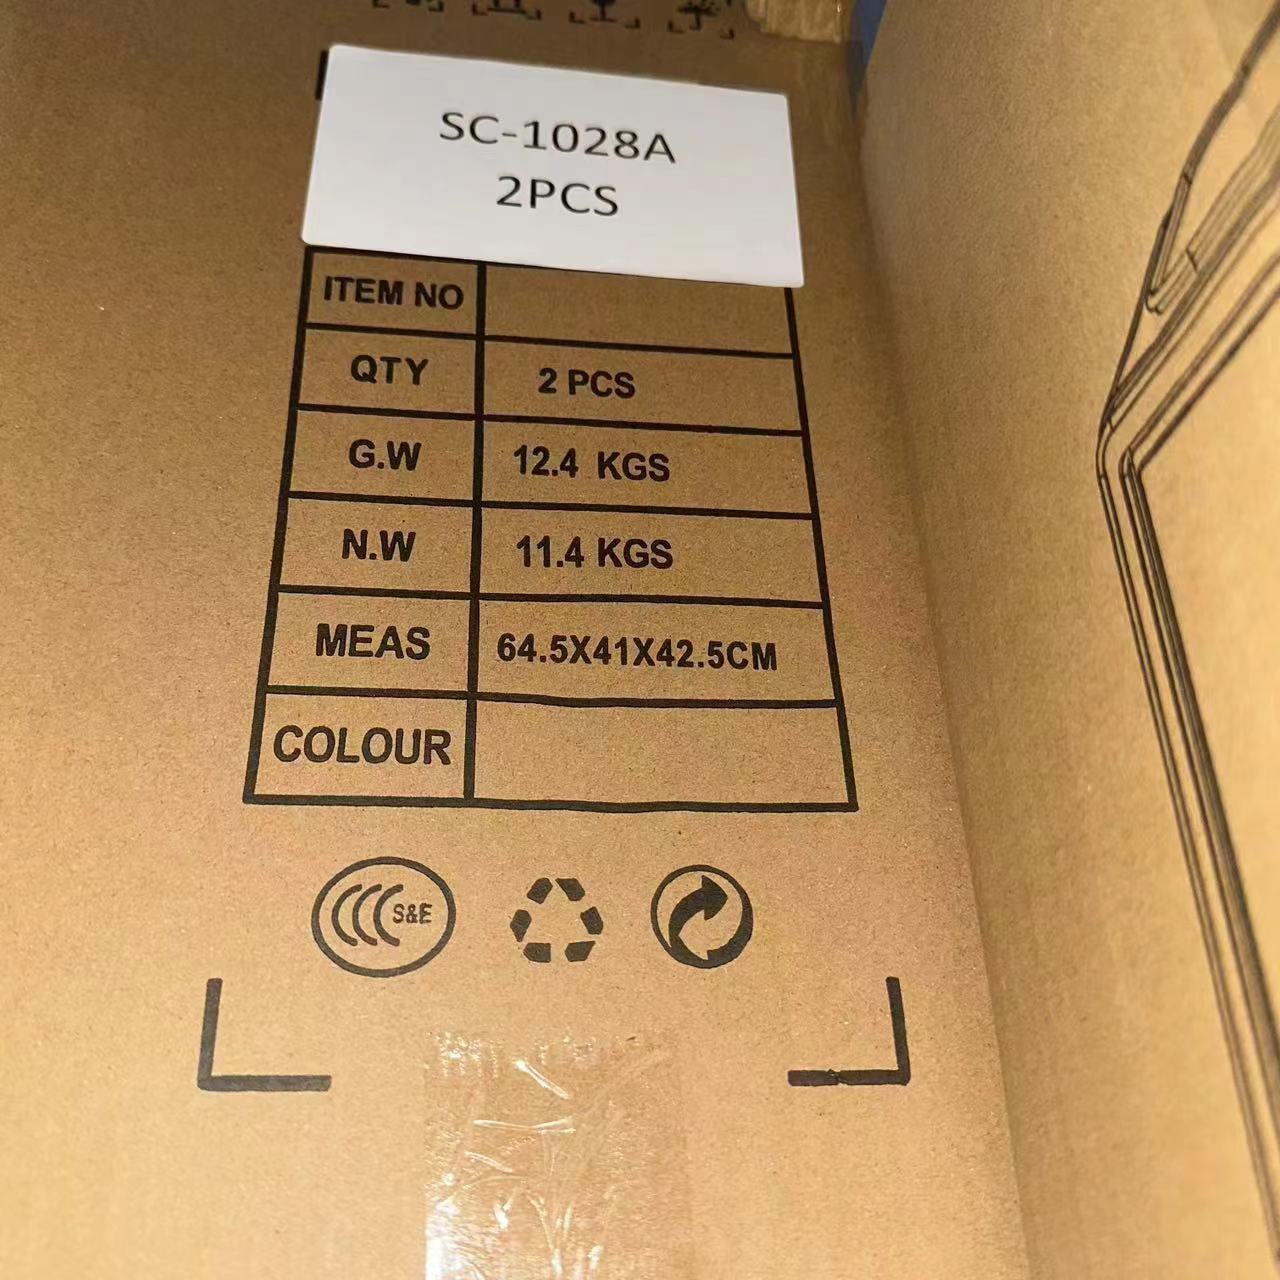 SC-1028A
2PCS
ITEM NO
QTY 2 PCS
G.W 12.4 KGS
N.W 11.4 KGS
MEAS 64.5X41X42.5CM
COLOUR
CCC S&E